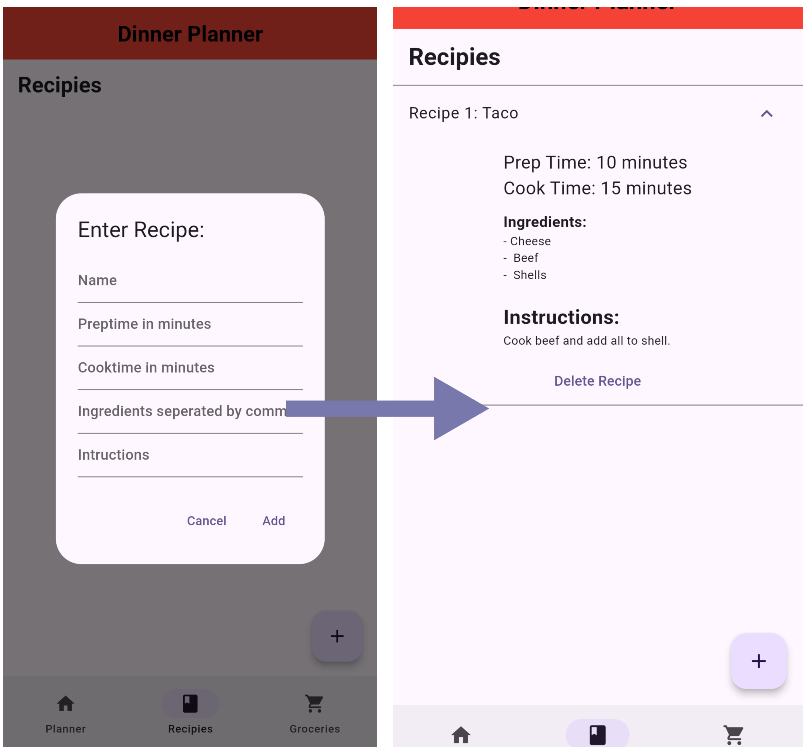 Dinner Planner
Recipies
Enter Recipe:
Name
Preptime in minutes
Cooktime in minutes
Ingredients seperated by comm
Intructions
Cancel Add
+
Planner Recipies Groceries
Dinner Planner
Recipies
Recipe 1: Taco
Prep Time: 10 minutes
Cook Time: 15 minutes
Ingredients:
- Cheese
- Beef
- Shells
Instructions:
Cook beef and add all to shell.
Delete Recipe
+